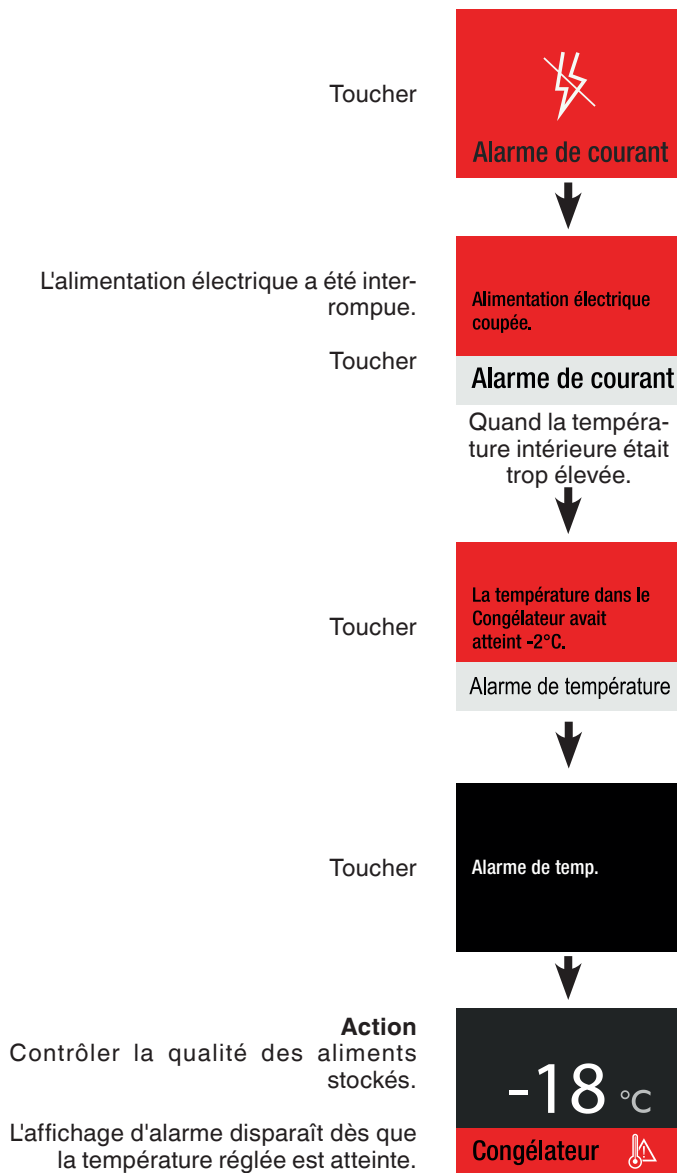 Toucher
Alarme de courant
L'alimentation électrique a été inter-
rompue.
Alimentation électrique
coupée.
Toucher
Alarme de courant
Quand la tempéra-
ture intérieure était
trop élevée.
La température dans le
Congélateur avait
atteint -2°C.
Toucher
Alarme de température
Toucher
Alarme de temp.
Action
Contrôler la qualité des aliments
stockés.
L'affichage d'alarme disparaît dès que
la température réglée est atteinte.
-18 °C
Congélateur